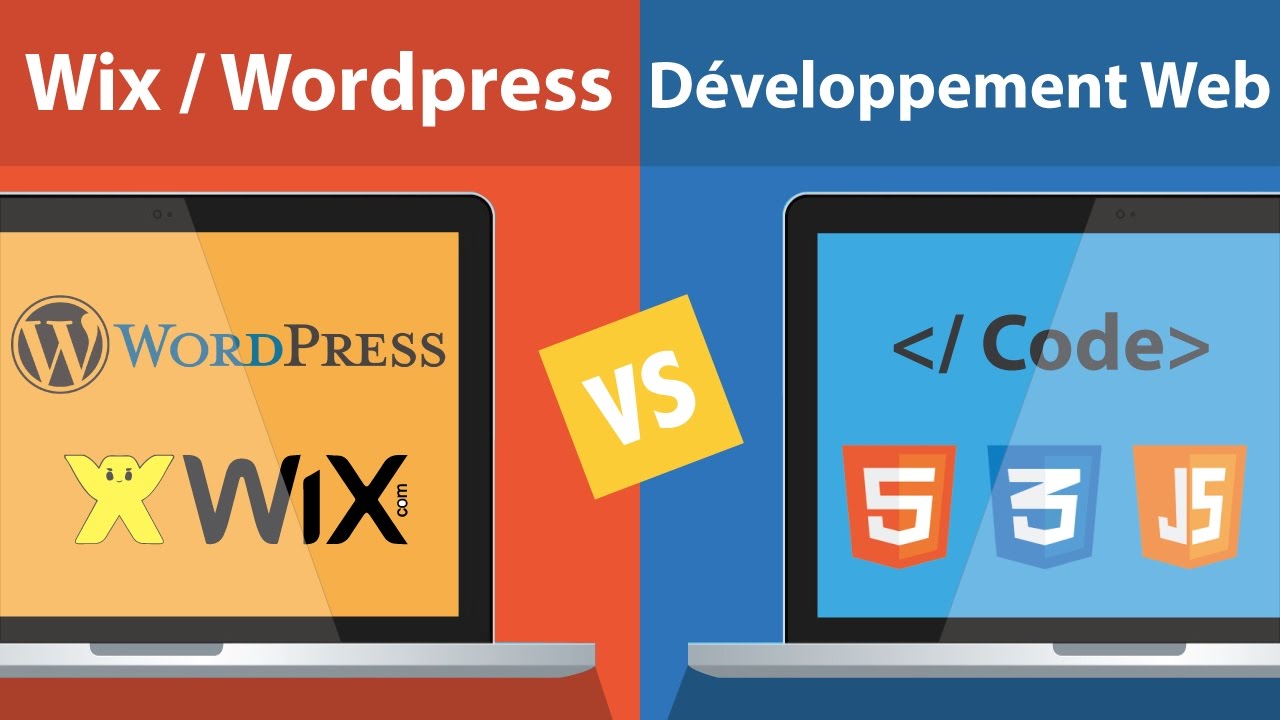 Wix / Wordpress
Développement Web
WORDPRESS
WiX.com
VS
</ Code>
5
3
JS